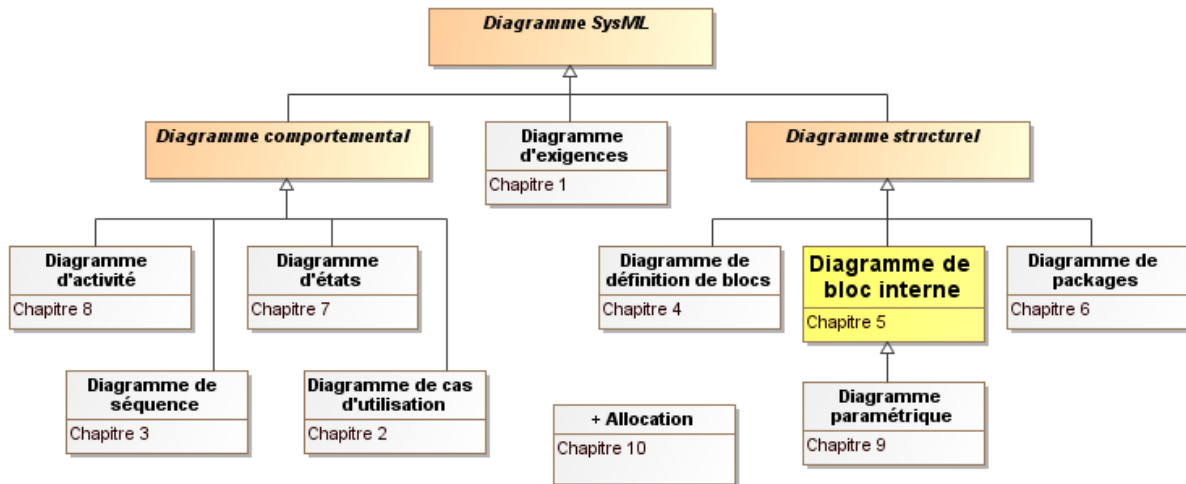 Diagramme SysML
Diagramme comportemental
Diagramme
d'exigences
Chapitre 1
Diagramme structurel
Diagramme
d'activité
Chapitre 8
Diagramme
d'états
Chapitre 7
Diagramme de
définition de blocs
Chapitre 4
Diagramme de
bloc interne
Chapitre 5
Diagramme de
packages
Chapitre 6
Diagramme de
séquence
Chapitre 3
Diagramme de cas
d'utilisation
Chapitre 2
+ Allocation
Chapitre 10
Diagramme
paramétrique
Chapitre 9